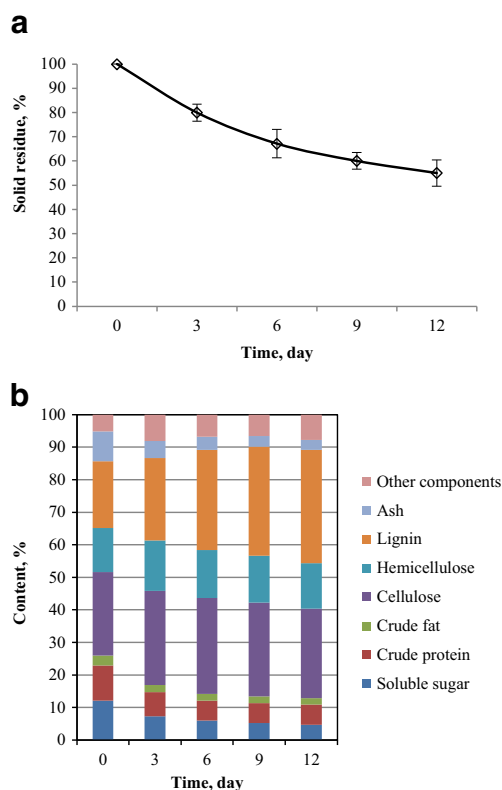 a
Solid residue, %
100
90
80
70
60
50
40
30
20
10
0
0 3 6 9 12
Time, day
b
Content, %
100
90
80
70
60
50
40
30
20
10
0
0 3 6 9 12
Time, day
Other components
Ash
Lignin
Hemicellulose
Cellulose
Crude fat
Crude protein
Soluble sugar